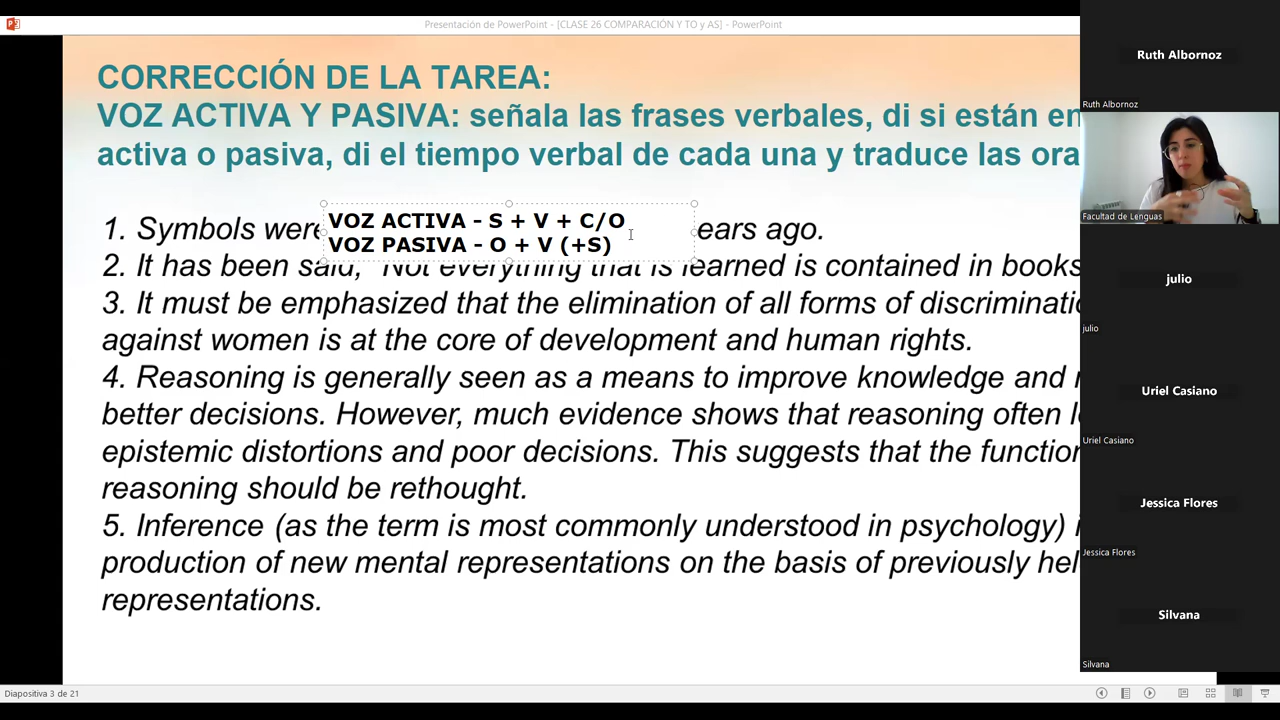 Presentación de PowerPoint - [CLASE 26 COMPARACIÓN Y TO y AS] - PowerPoint
CORRECCIÓN DE LA TAREA:
VOZ ACTIVA Y PASIVA: señala las frases verbales, di si están en
activa o pasiva, di el tiempo verbal de cada una y traduce las ora
VOZ ACTIVA - S + V + C/O
VOZ PASIVA - O + V (+S)
1. Symbols were ears ago.
2. It has been said, "Not everything that is learned is contained in books
3. It must be emphasized that the elimination of all forms of discriminatio
against women is at the core of development and human rights.
4. Reasoning is generally seen as a means to improve knowledge and
better decisions. However, much evidence shows that reasoning often
epistemic distortions and poor decisions. This suggests that the function
reasoning should be rethought.
5. Inference (as the term is most commonly understood in psychology)
production of new mental representations on the basis of previously hel
representations.
Diapositiva 3 de 21
Ruth Albornoz
Ruth Albornoz
Facultad de Lenguas
julio
julio
Uriel Casiano
Uriel Casiano
Jessica Flores
Jessica Flores
Silvana
Silvana